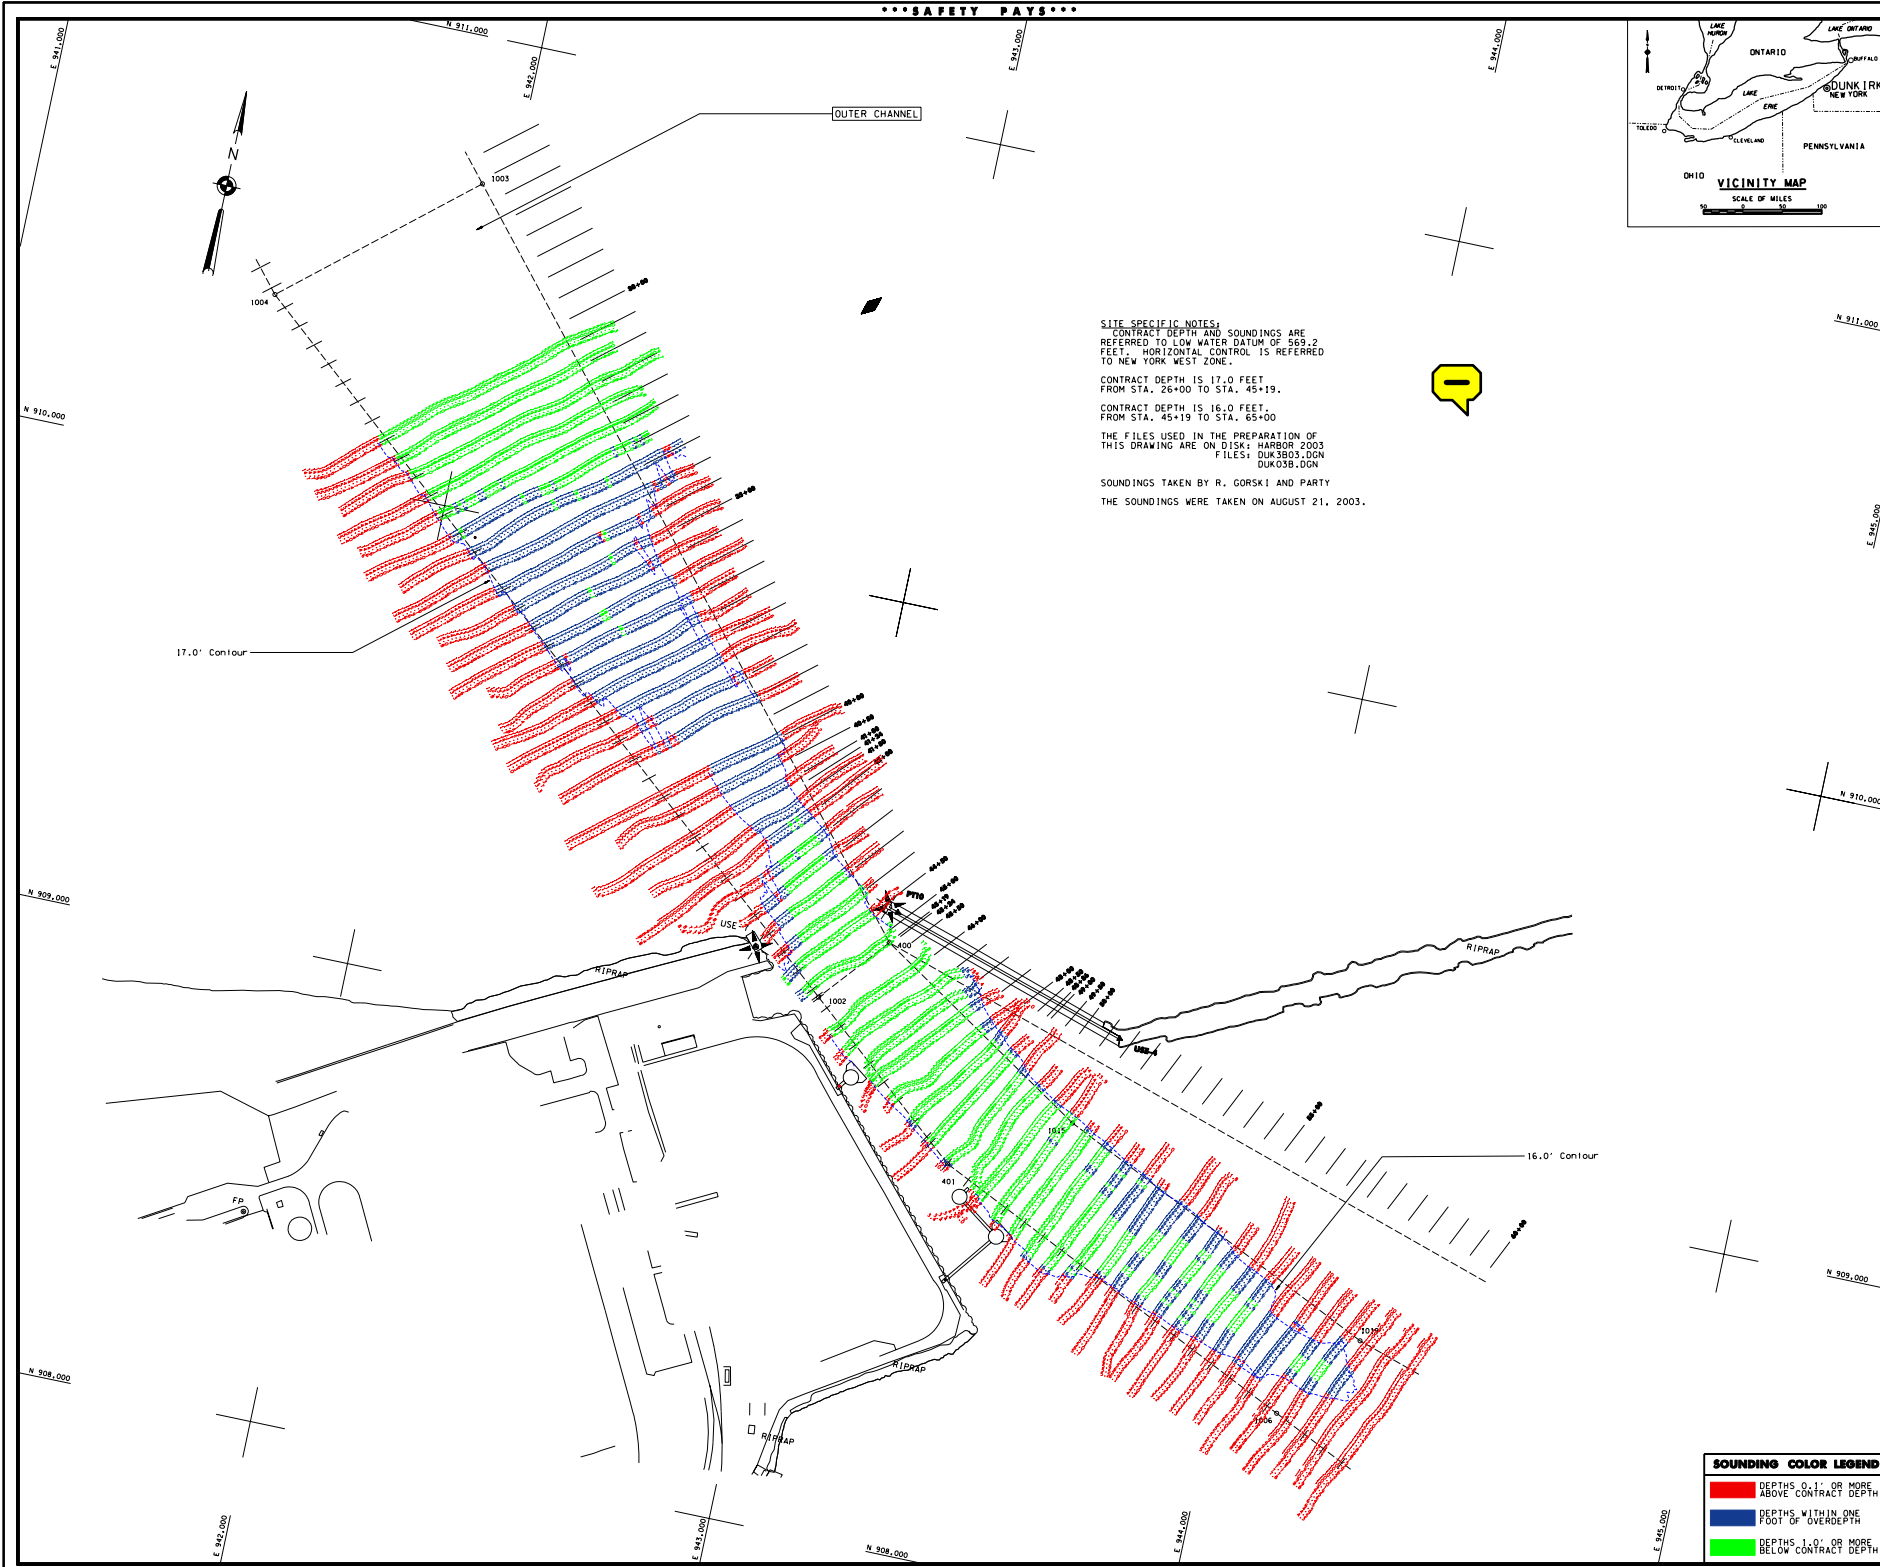 ***SAFETY PAYS***
N 911,000
E 941,000
E 942,000
E 943,000
E 944,000
LAKE
HURON
LAKE ONTARIO
ONTARIO
BUFFALO
DETROIT
DUNKIRK
NEW YORK
LAKE
ERIE
TOLEDO
CLEVELAND
PENNSYLVANIA
OHIO
VICINITY MAP
SCALE OF MILES
50 0 50 100
OUTER CHANNEL
N
1003
1004
SITE SPECIFIC NOTES:
CONTRACT DEPTH AND SOUNDINGS ARE
REFERRED TO LOW WATER DATUM OF 569.2
FEET. HORIZONTAL CONTROL IS REFERRED
TO NEW YORK WEST ZONE.
CONTRACT DEPTH IS 17.0 FEET
FROM STA. 26+00 TO STA. 45+19.
CONTRACT DEPTH IS 16.0 FEET.
FROM STA. 45+19 TO STA. 65+00
THE FILES USED IN THE PREPARATION OF
THIS DRAWING ARE ON DISK: HARBOR 2003
FILES: DUK3B03.DGN
DUK03B.DGN
SOUNDINGS TAKEN BY R. GORSKI AND PARTY
THE SOUNDINGS WERE TAKEN ON AUGUST 21, 2003.
N 911,000
N 910,000
E 945,000
17.0' Contour
N 910,000
N 909,000
PT10
USE
400
RIPRAP
RIPRAP
1002
USE-4
1015
16.0' Contour
401
FP
N 909,000
N 908,000
RIPRAP
1006
RIPRAP
SOUNDING COLOR LEGEND
DEPTHS 0.1' OR MORE
ABOVE CONTRACT DEPTH
DEPTHS WITHIN ONE
FOOT OF OVERDEPTH
DEPTHS 1.0' OR MORE
BELOW CONTRACT DEPTH
E 942,000
E 943,000
N 908,000
E 944,000
E 945,000